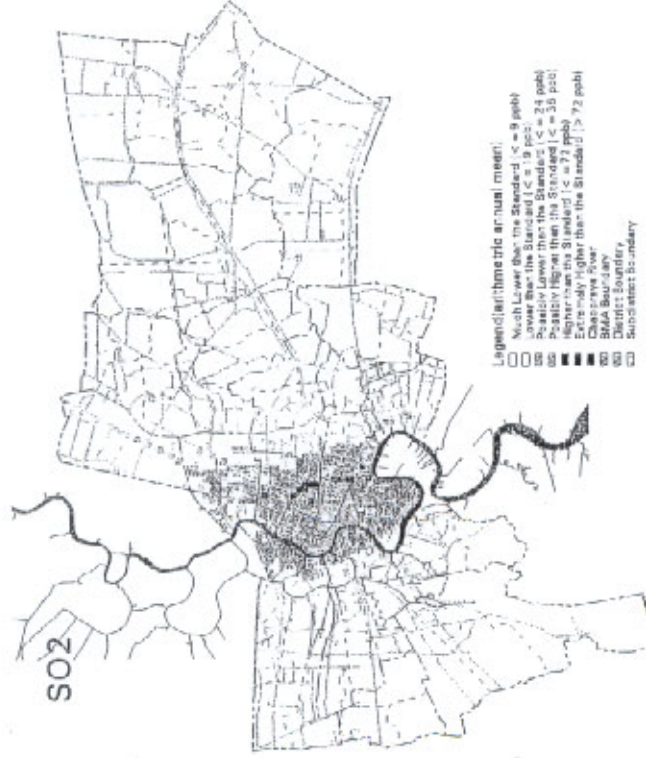 SO2
Legend(arithmetric annual mean)
Much Lower than the Standard (< = 9 ppb)
Lower than the Standard (< = 19 ppb)
Possibly Lower than the Standard (< = 24 ppb)
Possibly Higher than the Standard (< = 36 ppb)
Higher than the Standard (< = 72 ppb)
Extremely Higher than the Standard (> 72 ppb)
Chaopraya River
BMA Boundary
District Boundary
Subdistrict Boundary